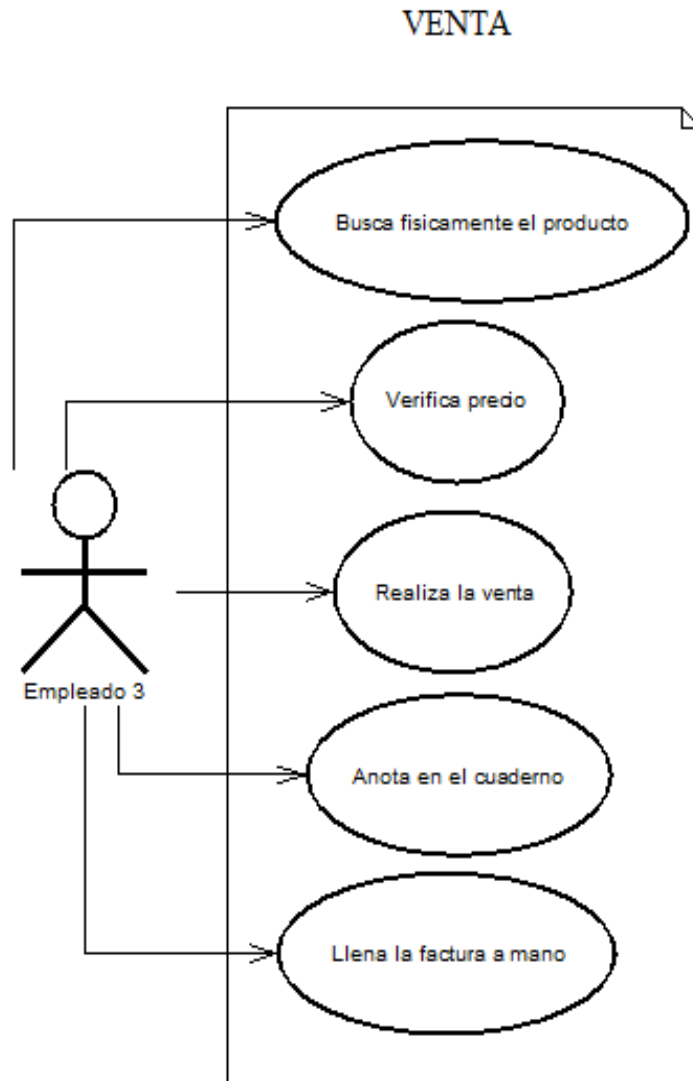 VENTA
Busca fisicamente el producto
Verifica precio
Realiza la venta
Empleado 3
Anota en el cuaderno
Llena la factura a mano